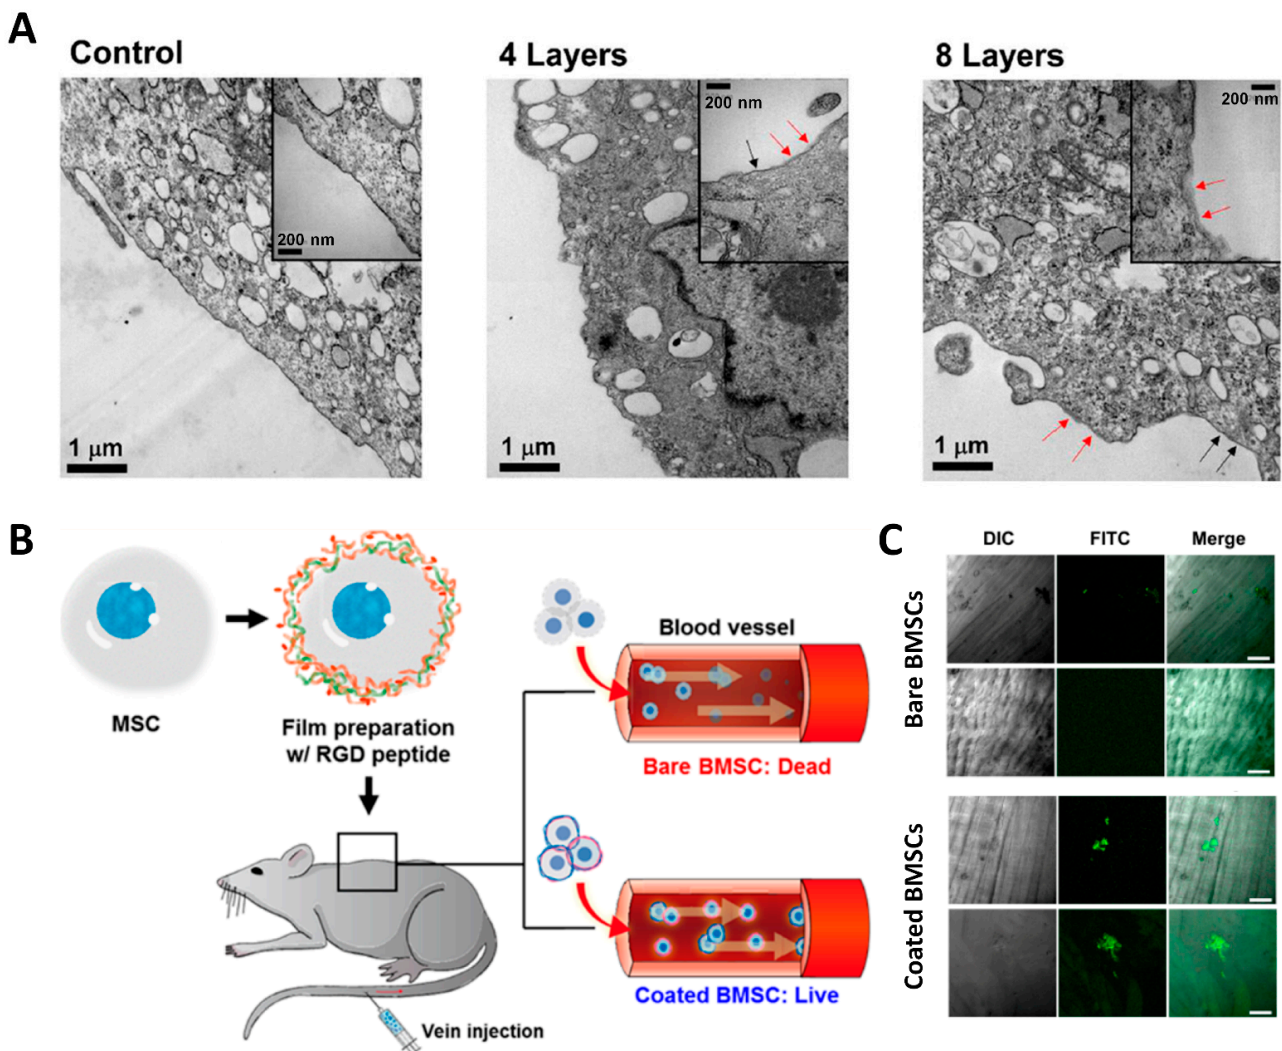 A
Control
4 Layers
8 Layers
200 nm
200 nm
200 nm
1 μm
1 μm
1 μm
B
MSC
Film preparation
w/ RGD peptide
Vein injection
Blood vessel
Bare BMSC: Dead
Coated BMSC: Live
C
DIC FITC Merge
Bare BMSCs
Coated BMSCs